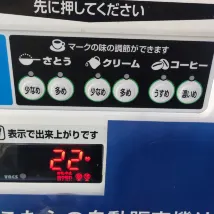 先に押してください
マークの味の調節ができます
さとう クリーム コーヒー
少なめ 多め 少なめ 多め うすめ 濃いめ
表示で出来上がりです
22